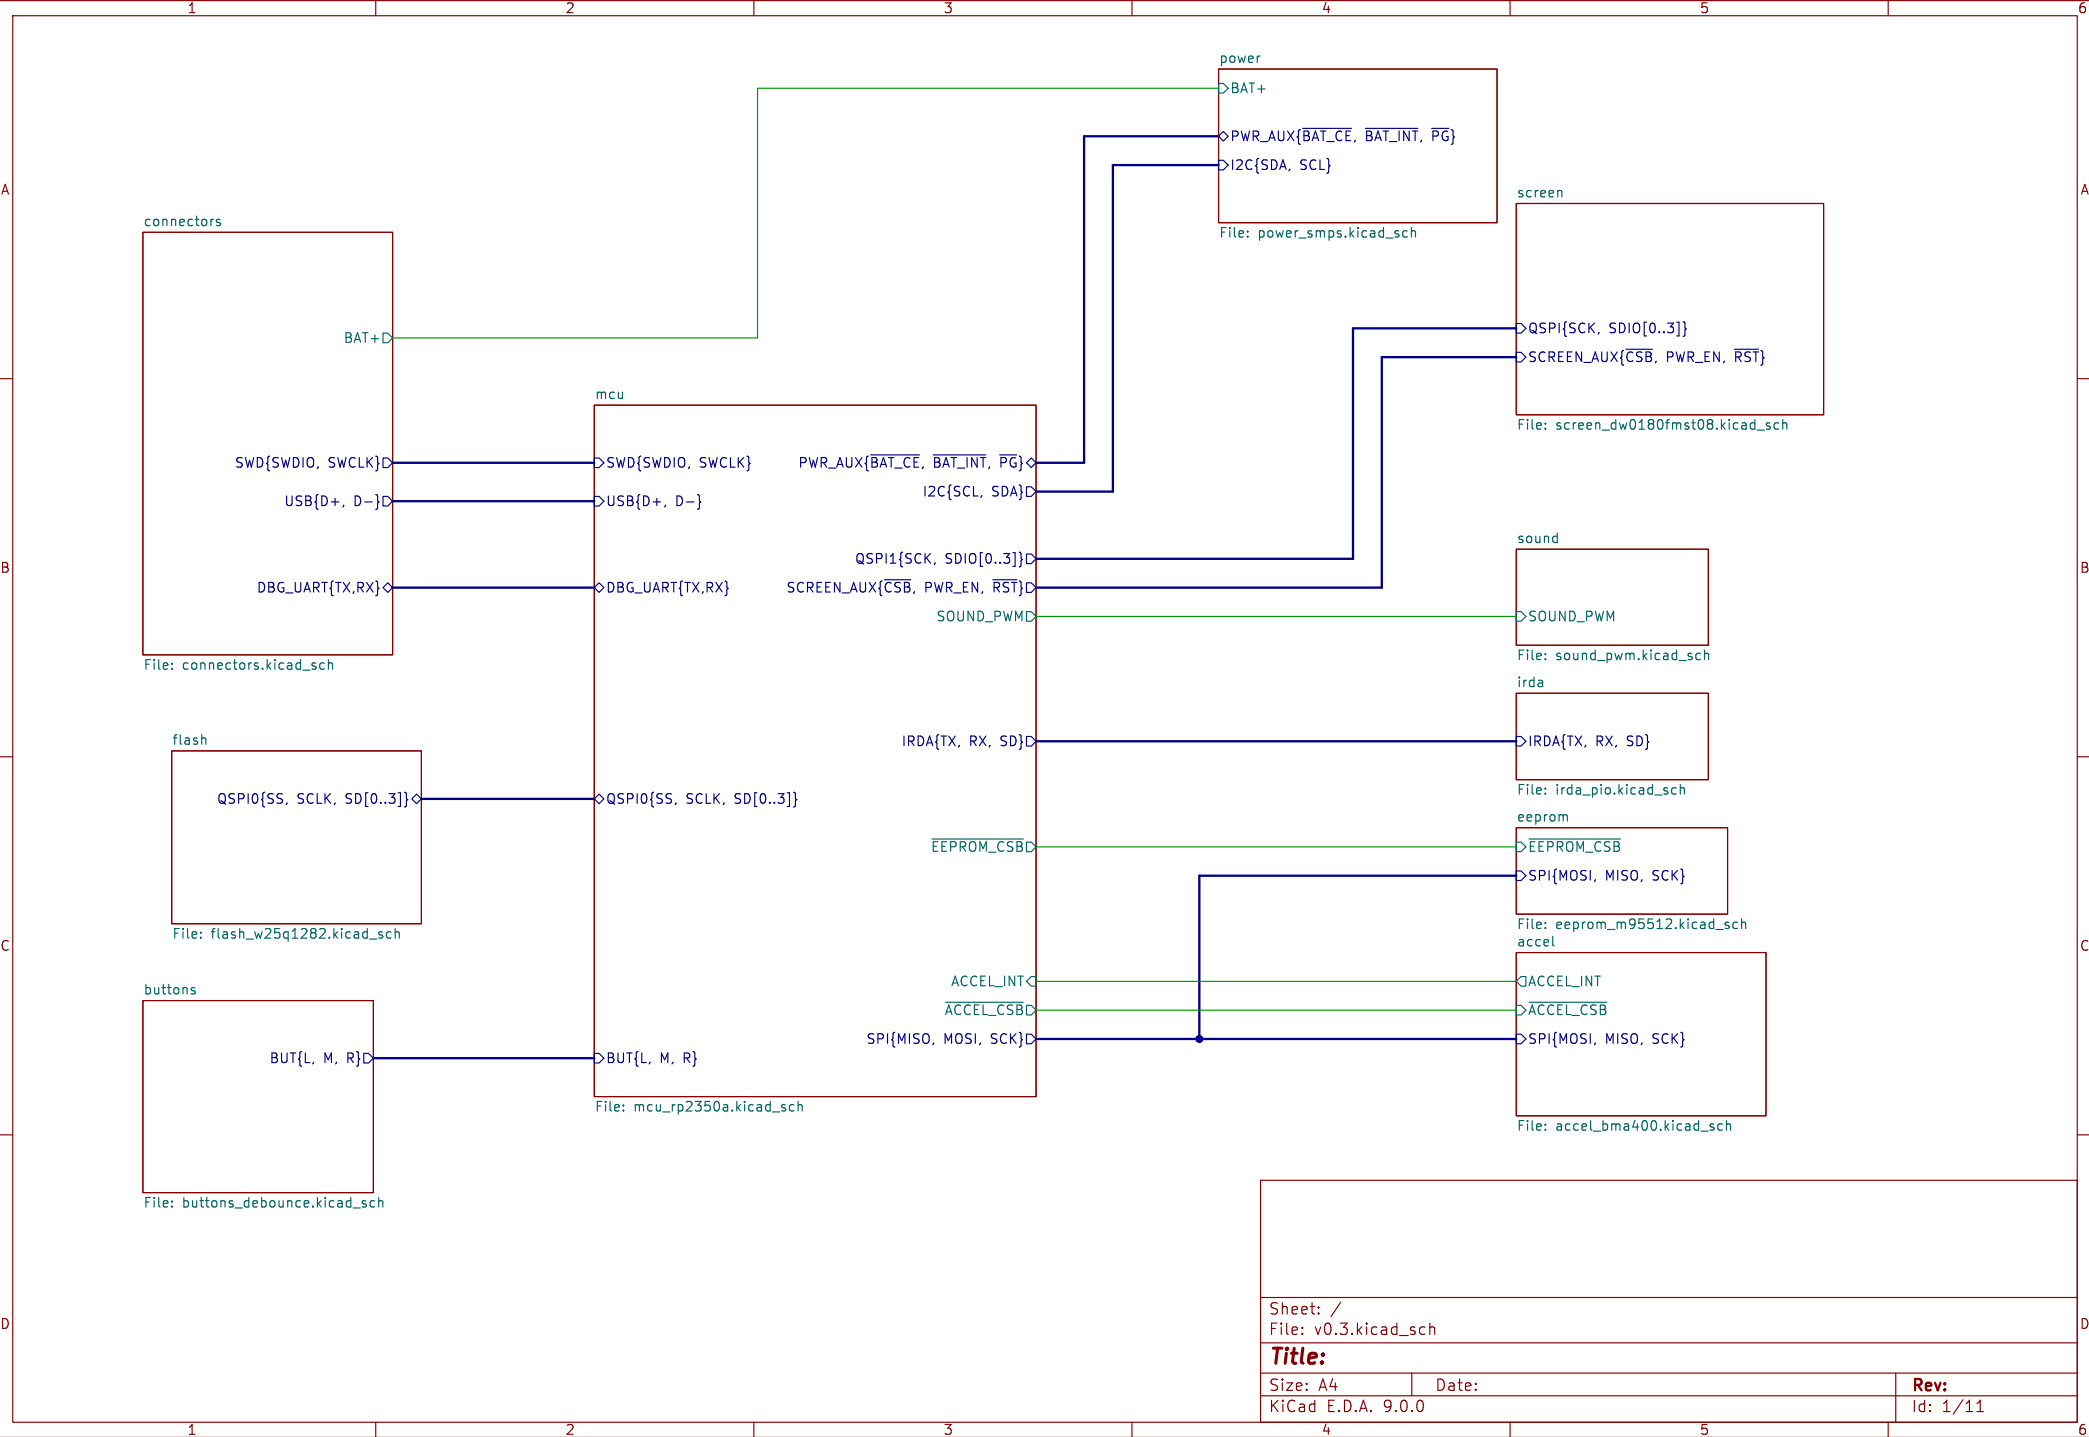 1 2 3 4 5 6
power
BAT+
PWR_AUX{BAT_CE, BAT_INT, PG}
I2C{SDA, SCL}
File: power_smps.kicad_sch
A
A
screen
QSPI{SCK, SDIO[0..3]}
SCREEN_AUX{CSB, PWR_EN, RST}
File: screen_dw0180fmst08.kicad_sch
connectors
BAT+
SWD{SWDIO, SWCLK}
USB{D+, D-}
DBG_UART{TX,RX}
File: connectors.kicad_sch
mcu
SWD{SWDIO, SWCLK}
USB{D+, D-}
DBG_UART{TX,RX}
QSPI0{SS, SCLK, SD[0..3]}
BUT{L, M, R}
PWR_AUX{BAT_CE, BAT_INT, PG}
I2C{SCL, SDA}
QSPI1{SCK, SDIO[0..3]}
SCREEN_AUX{CSB, PWR_EN, RST}
SOUND_PWM
IRDA{TX, RX, SD}
EEPROM_CSB
ACCEL_INT
ACCEL_CSB
SPI{MISO, MOSI, SCK}
File: mcu_rp2350a.kicad_sch
B
B
sound
SOUND_PWM
File: sound_pwm.kicad_sch
irda
IRDA{TX, RX, SD}
File: irda_pio.kicad_sch
flash
QSPI0{SS, SCLK, SD[0..3]}
File: flash_w25q1282.kicad_sch
eeprom
EEPROM_CSB
SPI{MOSI, MISO, SCK}
File: eeprom_m95512.kicad_sch
C
C
accel
ACCEL_INT
ACCEL_CSB
SPI{MOSI, MISO, SCK}
File: accel_bma400.kicad_sch
buttons
BUT{L, M, R}
File: buttons_debounce.kicad_sch
D
D
Sheet: /
File: v0.3.kicad_sch
Title:
Size: A4
Date:
Rev:
KiCad E.D.A. 9.0.0
Id: 1/11
1 2 3 4 5 6